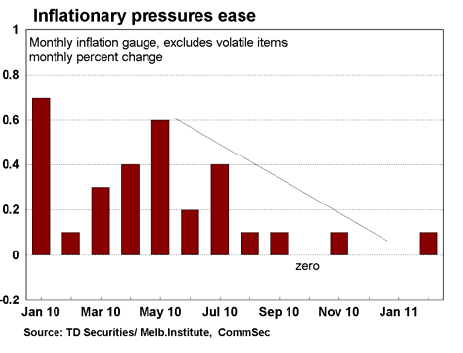 Inflationary pressures ease
Monthly inflation gauge, excludes volatile items
monthly percent change
1
0.8
0.6
0.4
0.2
0
-0.2
zero
Jan 10 Mar 10 May 10 Jul 10 Sep 10 Nov 10 Jan 11
Source: TD Securities/ Melb.Institute, CommSec